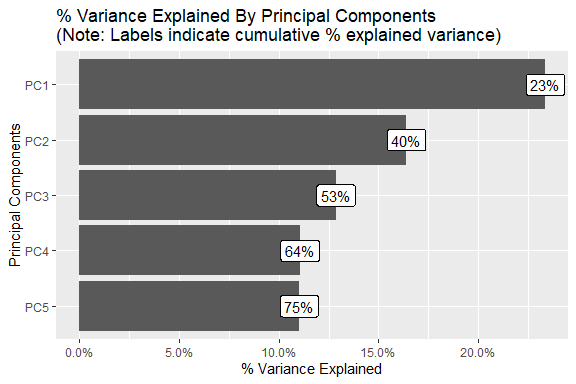 % Variance Explained By Principal Components
(Note: Labels indicate cumulative % explained variance)
Principal Components
PC1
23%
PC2
40%
PC3
53%
PC4
64%
PC5
75%
0.0%
5.0%
10.0%
15.0%
20.0%
% Variance Explained